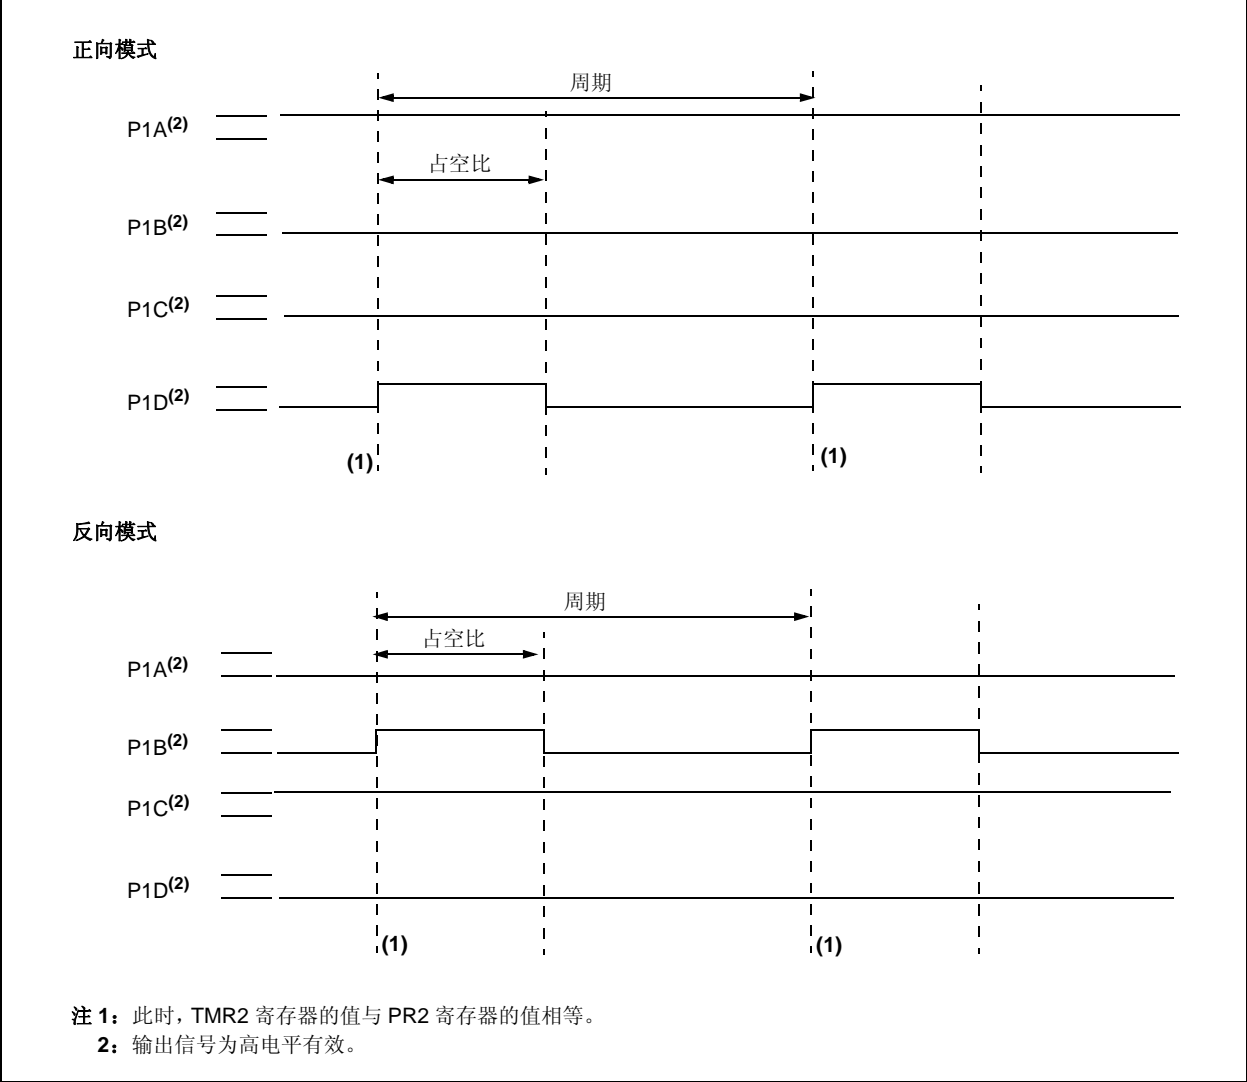 正向模式
周期
P1A(2)
占空比
P1B(2)
P1C(2)
P1D(2)
(1) (1)
反向模式
周期
占空比
P1A(2)
P1B(2)
P1C(2)
P1D(2)
(1) (1)
注 1：此时，TMR2 寄存器的值与 PR2 寄存器的值相等。
2：输出信号为高电平有效。